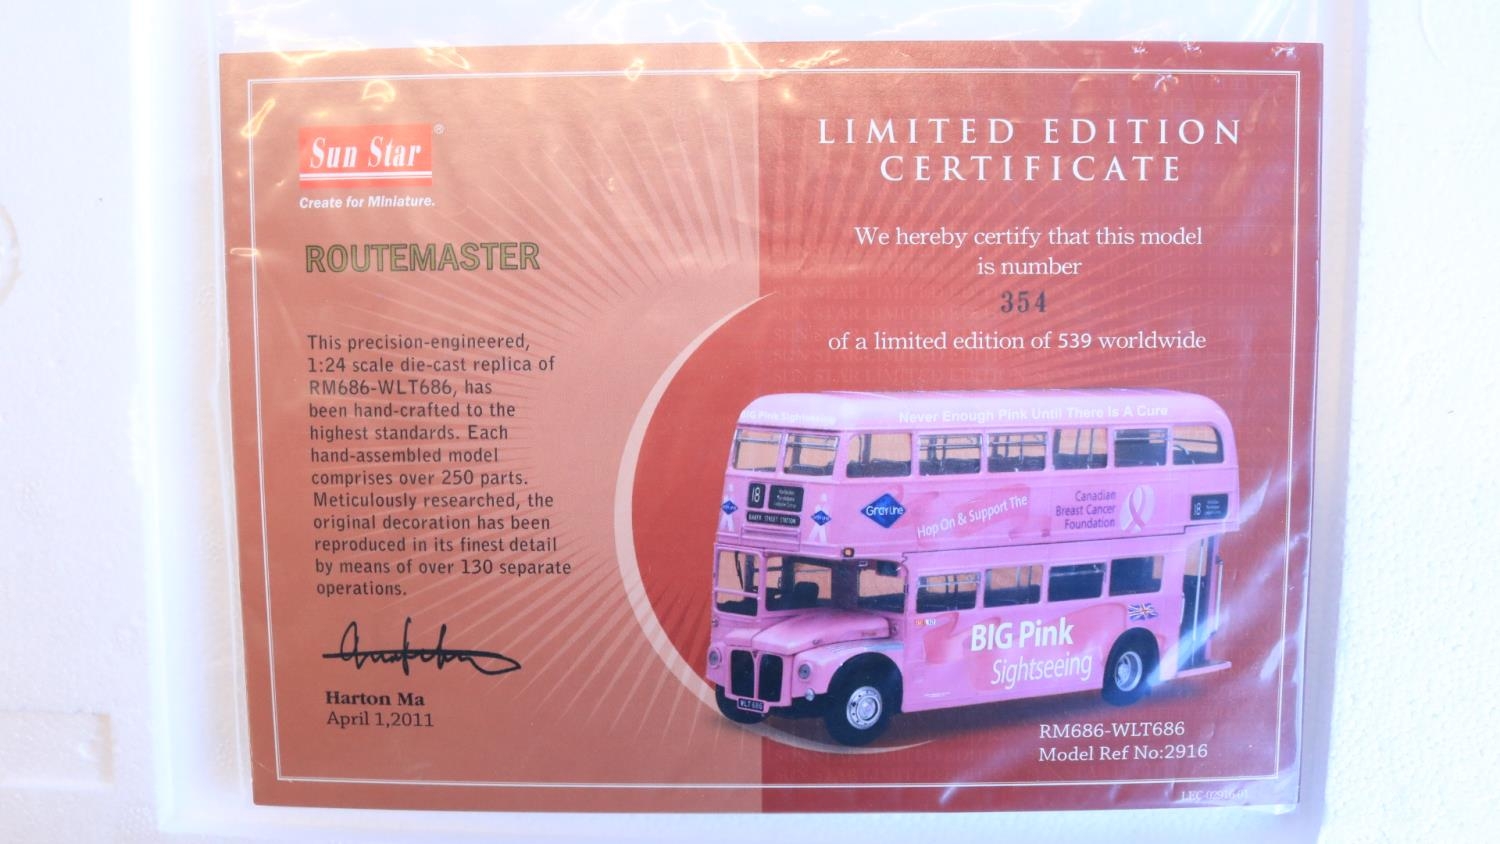 Sun Star ®
Create for Miniature.
ROUTEMASTER
This precision-engineered,
1:24 scale die-cast replica of
RM686-WLT686, has
been hand-crafted to the
highest standards. Each
hand-assembled model
comprises over 250 parts.
Meticulously researched, the
original decoration has been
reproduced in its finest detail
by means of over 130 separate
operations.
Harton Ma
April 1,2011
LIMITED EDITION
CERTIFICATE
We hereby certify that this model
is number
354
of a limited edition of 539 worldwide
BIG Pink Sightseeing
Never Enough Pink Until There Is A Cure
18
BAKER STREET STATION
Gray Line
Hop On & Support The
Canadian
Breast Cancer
Foundation
18
BIG Pink
Sightseeing
WLT 686
RM686-WLT686
Model Ref No:2916
LEC-02916-01